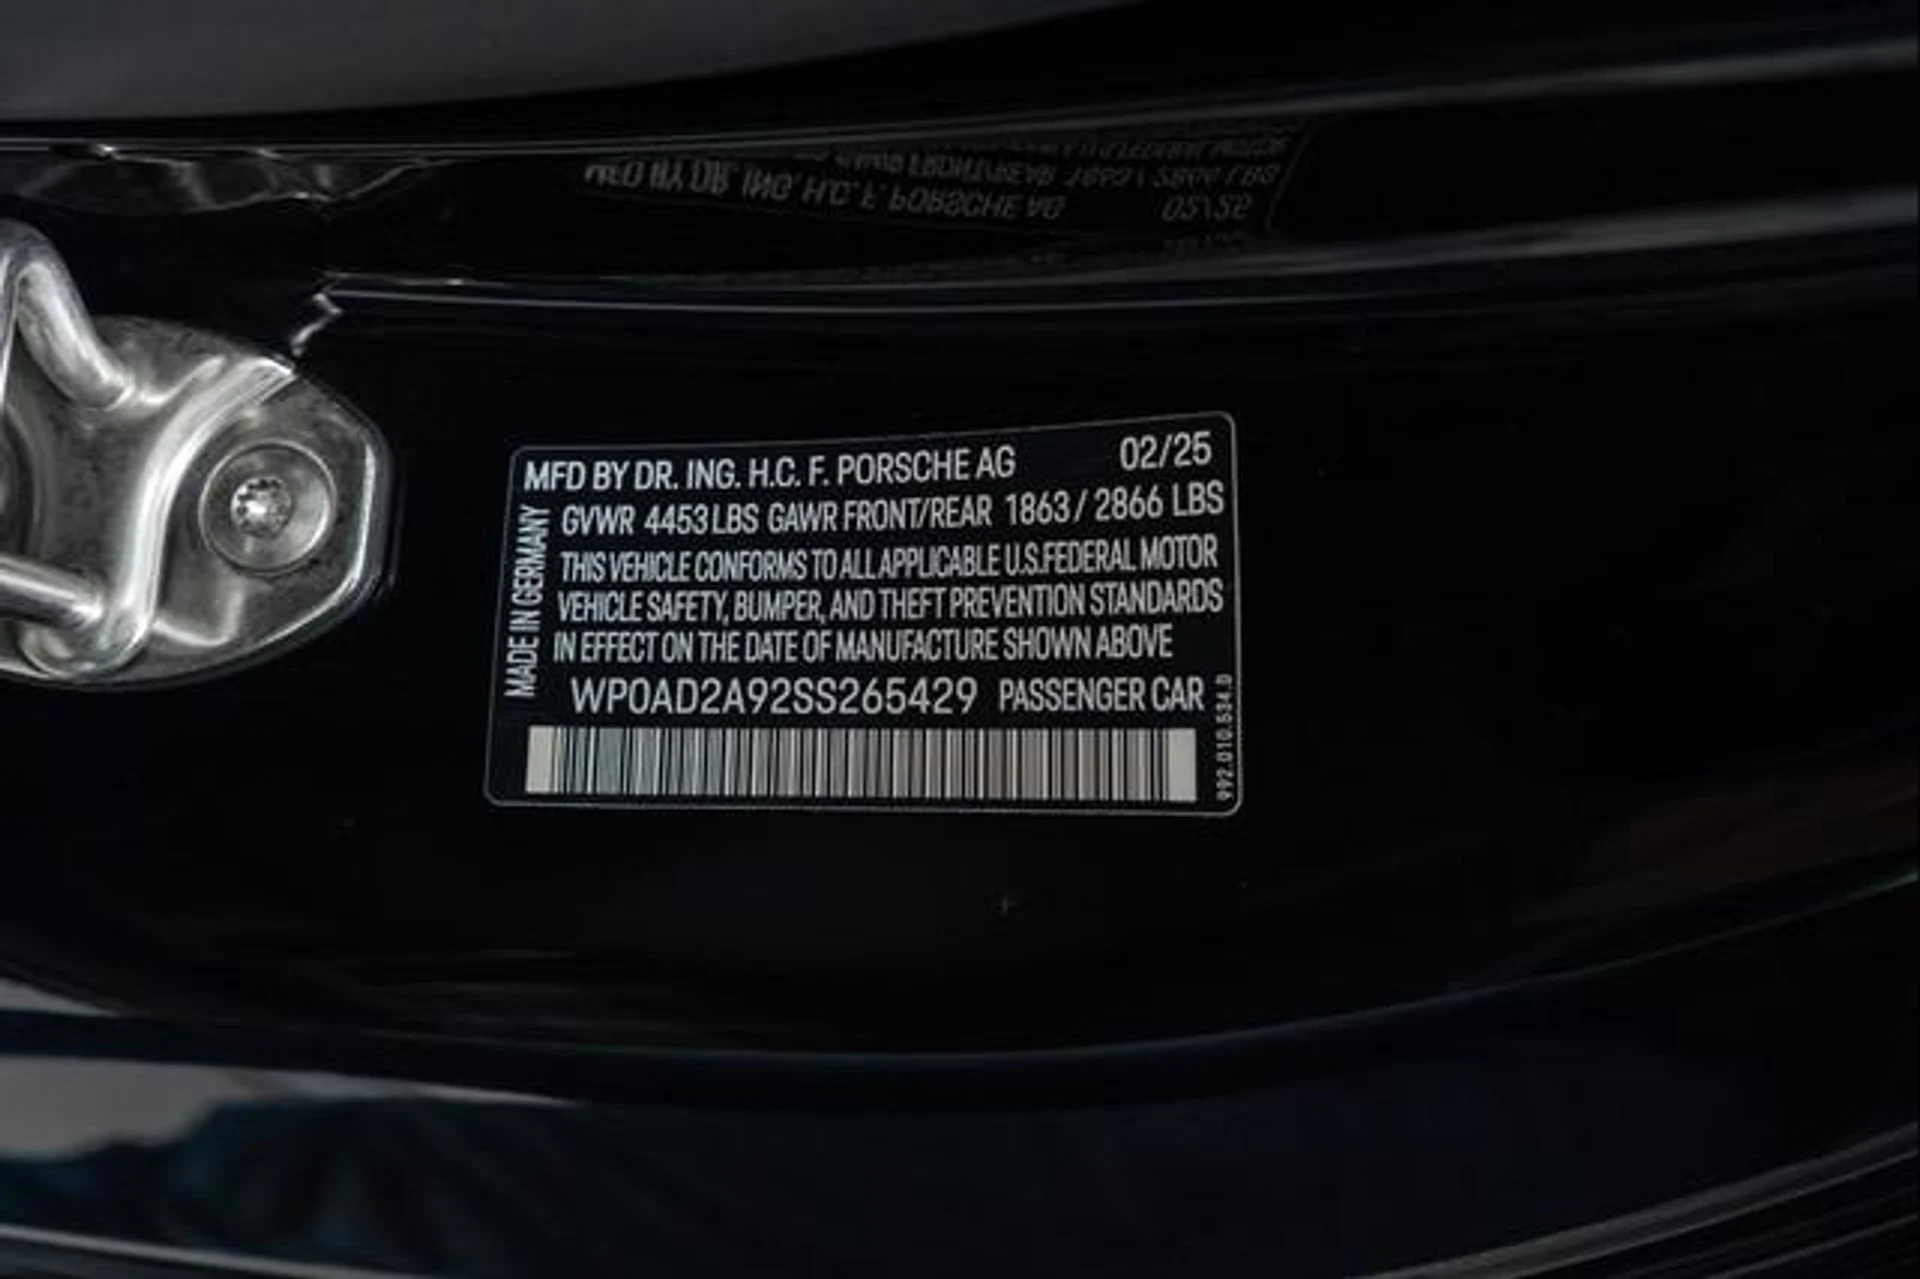 MFD BY DR. ING. H.C. F. PORSCHE AG 02/25
GVWR 4453 LBS GAWR FRONT/REAR 1863 / 2866 LBS
THIS VEHICLE CONFORMS TO ALL APPLICABLE U.S.FEDERAL MOTOR
VEHICLE SAFETY, BUMPER, AND THEFT PREVENTION STANDARDS
IN EFFECT ON THE DATE OF MANUFACTURE SHOWN ABOVE
WP0AD2A92SS265429 PASSENGER CAR
MADE IN GERMANY
992.010.534.D